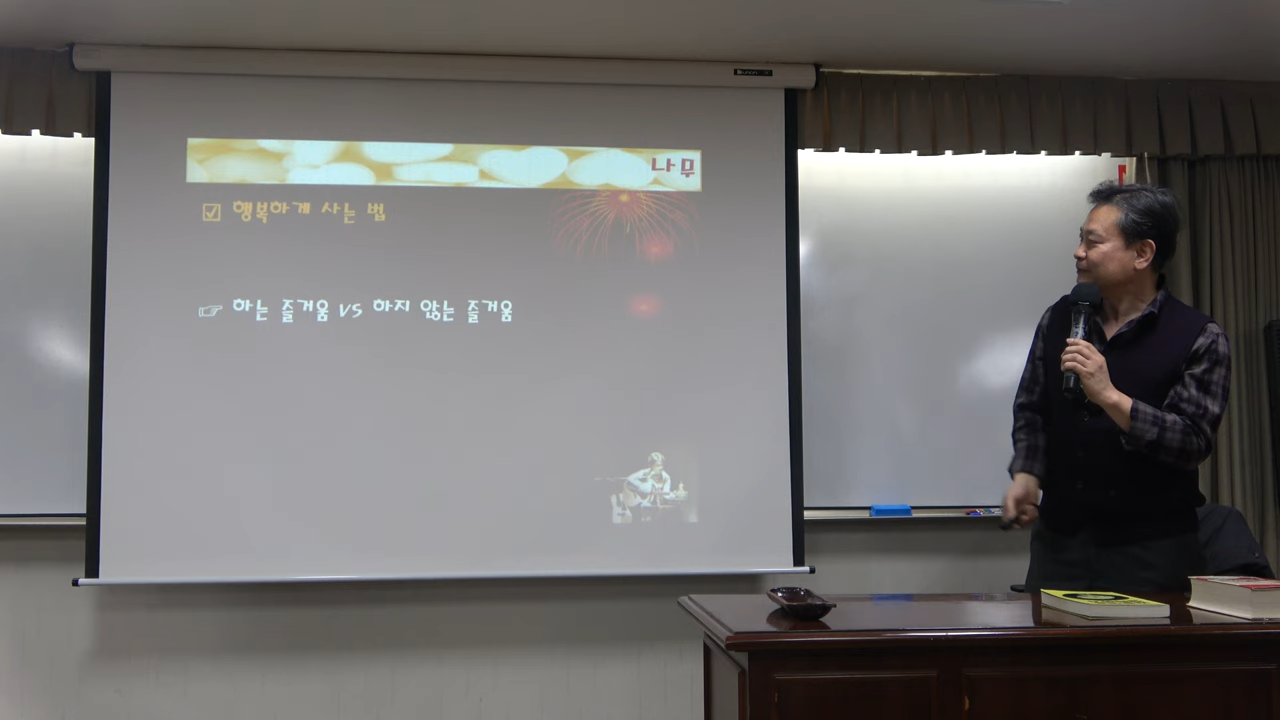 나무
☑ 행복하게 사는 법
☞ 하는 즐거움 vs 하지 않는 즐거움